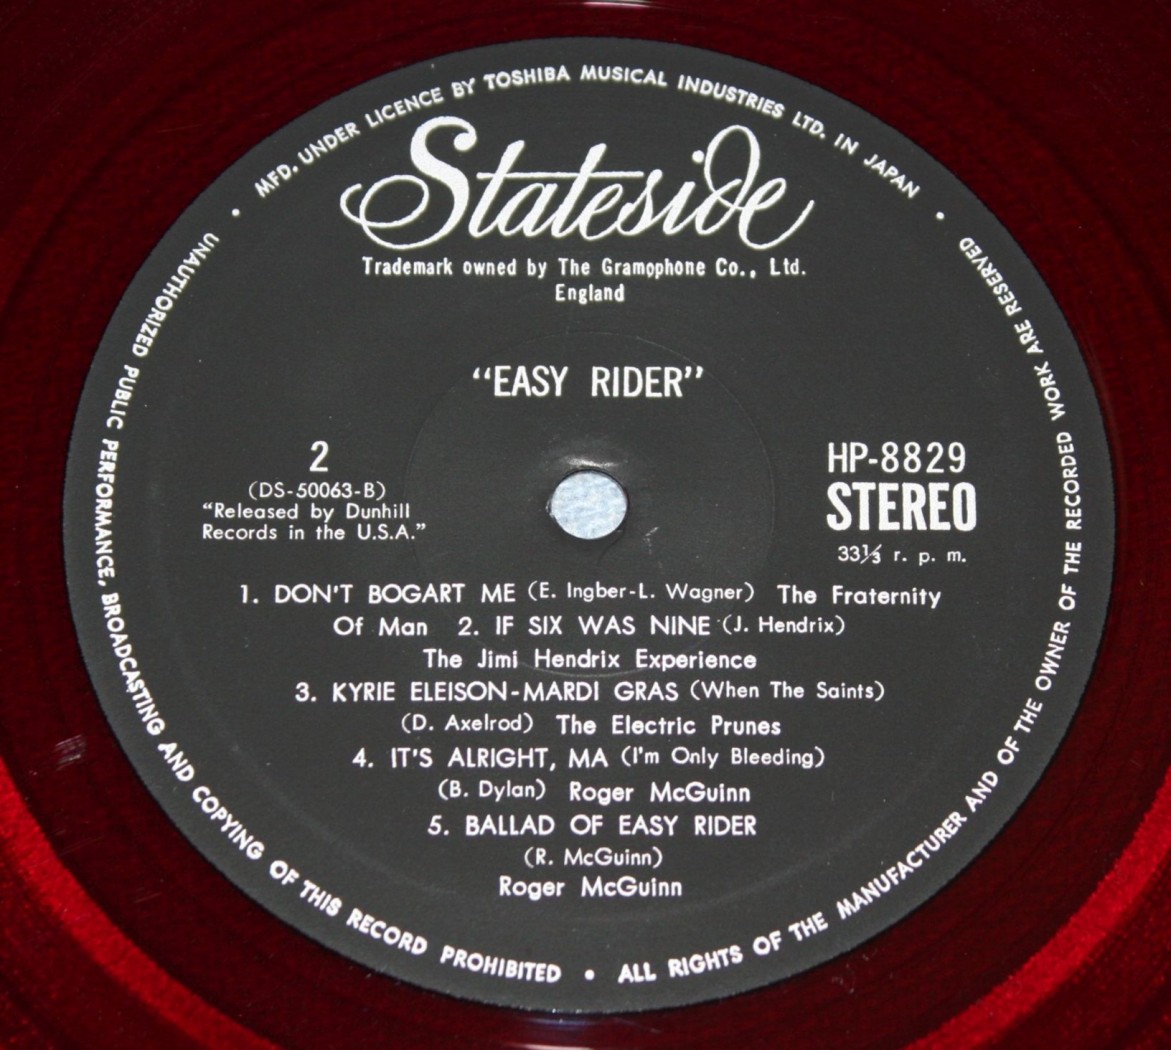 MFD. UNDER LICENCE BY TOSHIBA MUSICAL INDUSTRIES LTD. IN JAPAN
Stateside
Trademark owned by The Gramophone Co., Ltd.
England
"EASY RIDER"
2
(DS-50063-B)
"Released by Dunhill
Records in the U.S.A."
HP-8829
STEREO
33⅓ r. p. m.
1. DON'T BOGART ME (E. Ingber-L. Wagner) The Fraternity
Of Man 2. IF SIX WAS NINE (J. Hendrix)
The Jimi Hendrix Experience
3. KYRIE ELEISON-MARDI GRAS (When The Saints)
(D. Axelrod) The Electric Prunes
4. IT'S ALRIGHT, MA (I'm Only Bleeding)
(B. Dylan) Roger McGuinn
5. BALLAD OF EASY RIDER
(R. McGuinn)
Roger McGuinn
UNAUTHORIZED PUBLIC PERFORMANCE, BROADCASTING AND COPYING OF THIS RECORD PROHIBITED • ALL RIGHTS OF THE MANUFACTURER AND OF THE OWNER OF THE RECORDED WORK ARE RESERVED